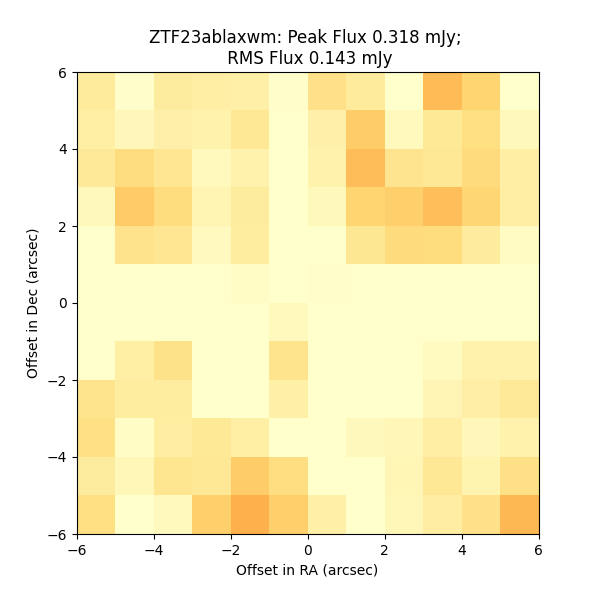 ZTF23ablaxwm: Peak Flux 0.318 mJy;
RMS Flux 0.143 mJy
6
4
2
0
−2
−4
−6
Offset in Dec (arcsec)
−6 −4 −2 0 2 4 6
Offset in RA (arcsec)